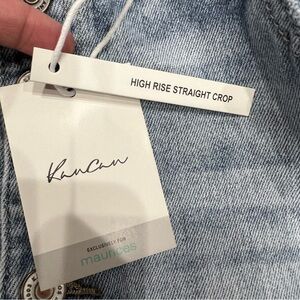 HIGH RISE STRAIGHT CROP
KanCan
EXCLUSIVELY FOR
maurices